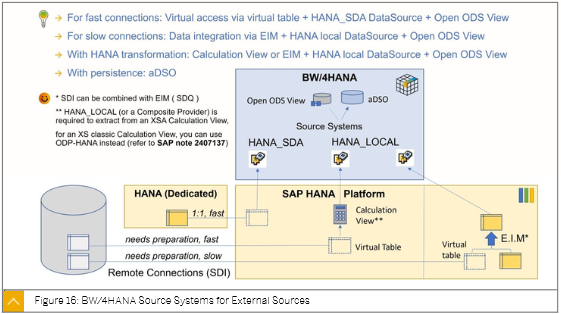 For fast connections: Virtual access via virtual table + HANA_SDA DataSource + Open ODS View
For slow connections: Data integration via EIM + HANA local DataSource + Open ODS View
With HANA transformation: Calculation View or EIM + HANA local DataSource + Open ODS View
With persistence: aDSO
* SDI can be combined with EIM ( SDQ )
** HANA_LOCAL (or a Composite Provider) is
required to extract from an XSA Calculation View,
for an XS classic Calculation View, you can use
ODP-HANA instead (refer to SAP note 2407137)
BW/4HANA
Open ODS View
aDSO
Source Systems
HANA_SDA
HANA_LOCAL
HANA (Dedicated)
1:1, fast
SAP HANA Platform
Calculation
View**
E.I.M*
needs preparation, fast
Virtual Table
Virtual
table
needs preparation, slow
Remote Connections (SDI)
Figure 16: BW/4HANA Source Systems for External Sources